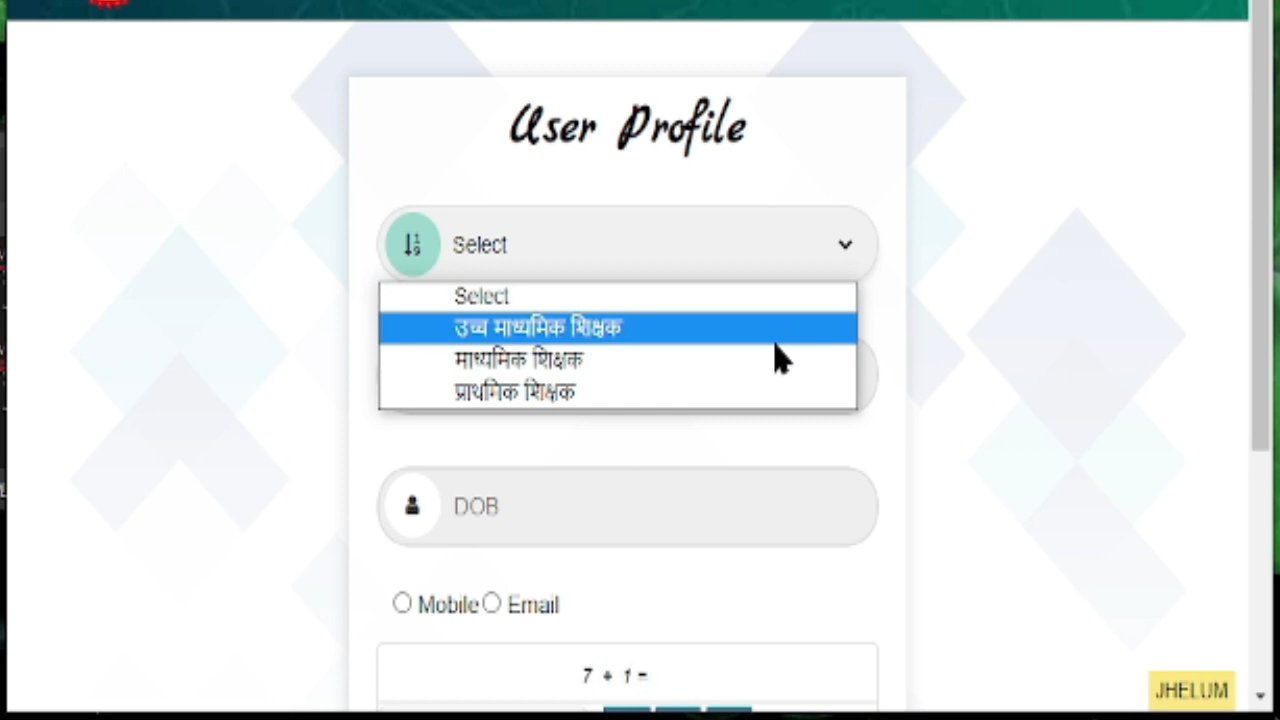 User Profile
Select
Select
उच्च माध्यमिक शिक्षक
माध्यमिक शिक्षक
प्राथमिक शिक्षक
DOB
Mobile Email
7 + 1 =
JHELUM